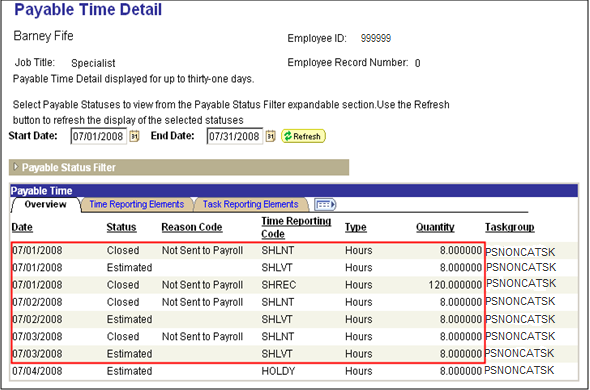 Payable Time Detail
Barney Fife
Employee ID: 999999
Job Title: Specialist
Employee Record Number: 0
Payable Time Detail displayed for up to thirty-one days.
Select Payable Statuses to view from the Payable Status Filter expandable section.Use the Refresh
button to refresh the display of the selected statuses
Start Date: 07/01/2008 End Date: 07/31/2008 Refresh
Payable Status Filter
Payable Time
Overview Time Reporting Elements Task Reporting Elements
Date Status Reason Code Time Reporting Code Type Quantity Taskgroup
07/01/2008 Closed Not Sent to Payroll SHLNT Hours 8.000000 PSNONCATSK
07/01/2008 Estimated SHLVT Hours 8.000000 PSNONCATSK
07/01/2008 Closed Not Sent to Payroll SHREC Hours 120.000000 PSNONCATSK
07/02/2008 Closed Not Sent to Payroll SHLNT Hours 8.000000 PSNONCATSK
07/02/2008 Estimated SHLVT Hours 8.000000 PSNONCATSK
07/03/2008 Closed Not Sent to Payroll SHLNT Hours 8.000000 PSNONCATSK
07/03/2008 Estimated SHLVT Hours 8.000000 PSNONCATSK
07/04/2008 Estimated HOLDY Hours 8.000000 PSNONCATSK